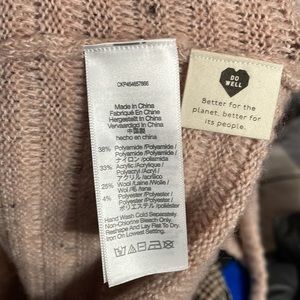 CKP454657866
Made in China
Fabriqué En Chine
Hergestellt In China
Vervaardigd In China
中国製
hecho en china
38% Polyamide /Polyamide /
Polyamid /Polyamide /
ナイロン /poliamida
33% Acrylic /Acrylique /
Polyacryl /Acryl /
アクリル /acrílico
25% Wool /Laine /Wolle /
Wol /毛 /lana
4% Polyester /Polyester /
Polyester /Polyester /
ポリエステル /poliéster
Hand Wash Cold Separately.
Non-Chlorine Bleach Only.
Reshape And Lay Flat To Dry.
Iron On Lowest Setting.
DO
WELL
Better for the
planet, better for
its people.